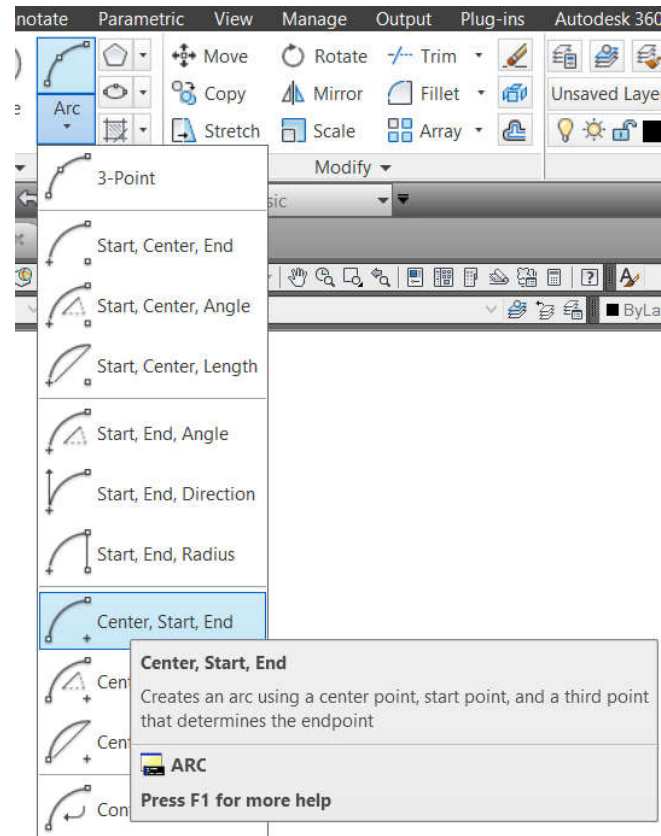 notate Parametric View Manage Output Plug-ins Autodesk 360
Move Rotate Trim
Copy Mirror Fillet Unsaved Laye
Arc
Stretch Scale Array
Modify
3-Point
sic
Start, Center, End
Start, Center, Angle
ByLa
Start, Center, Length
Start, End, Angle
Start, End, Direction
Start, End, Radius
Center, Start, End
Center, Start, End
Cen
Creates an arc using a center point, start point, and a third point
that determines the endpoint
Cen
ARC
Press F1 for more help
Con